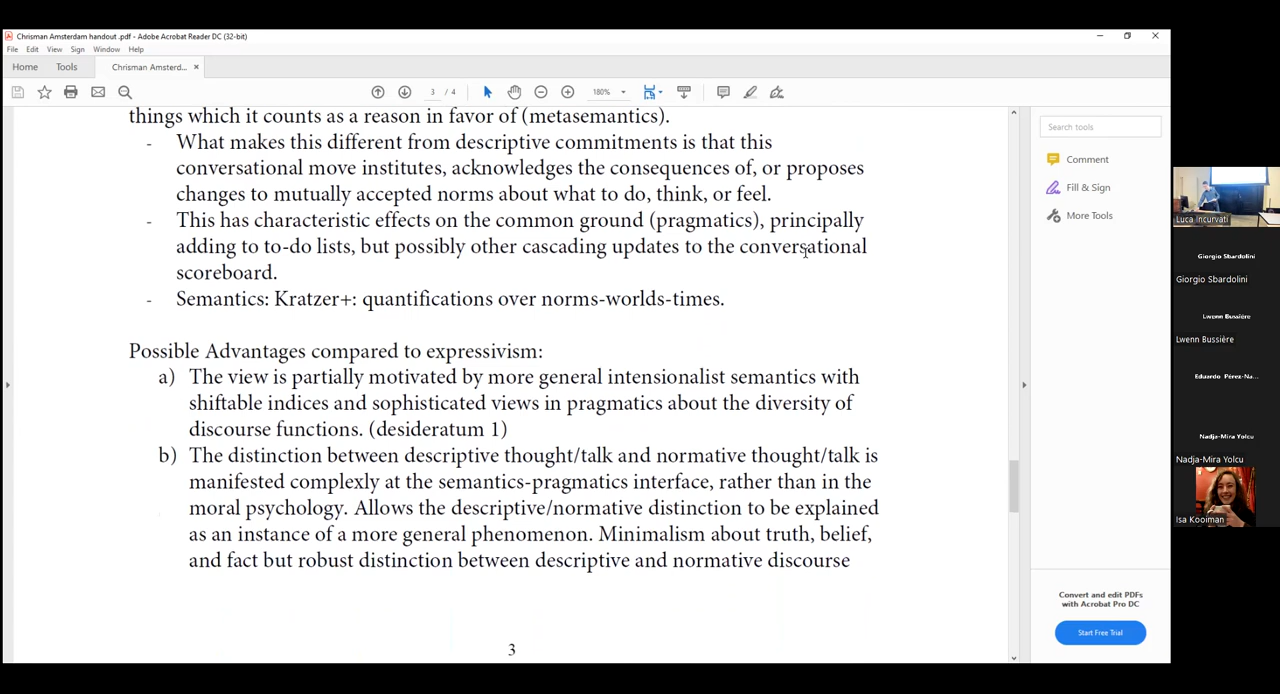 Chrisman Amsterdam handout .pdf - Adobe Acrobat Reader DC (32-bit)
File Edit View Sign Window Help
Home Tools Chrisman Amsterd... ×
3 / 4 180%
things which it counts as a reason in favor of (metasemantics).
- What makes this different from descriptive commitments is that this
conversational move institutes, acknowledges the consequences of, or proposes
changes to mutually accepted norms about what to do, think, or feel.
- This has characteristic effects on the common ground (pragmatics), principally
adding to to-do lists, but possibly other cascading updates to the conversational
scoreboard.
- Semantics: Kratzer+: quantifications over norms-worlds-times.
Possible Advantages compared to expressivism:
a) The view is partially motivated by more general intensionalist semantics with
shiftable indices and sophisticated views in pragmatics about the diversity of
discourse functions. (desideratum 1)
b) The distinction between descriptive thought/talk and normative thought/talk is
manifested complexly at the semantics-pragmatics interface, rather than in the
moral psychology. Allows the descriptive/normative distinction to be explained
as an instance of a more general phenomenon. Minimalism about truth, belief,
and fact but robust distinction between descriptive and normative discourse
3
Search tools
Comment
Fill & Sign
More Tools
Convert and edit PDFs
with Acrobat Pro DC
Start Free Trial
Luca Incurvati
Giorgio Sbardolini
Giorgio Sbardolini
Lwenn Bussière
Lwenn Bussière
Eduardo Pérez-Na...
Nadja-Mira Yolcu
Nadja-Mira Yolcu
Isa Kooiman